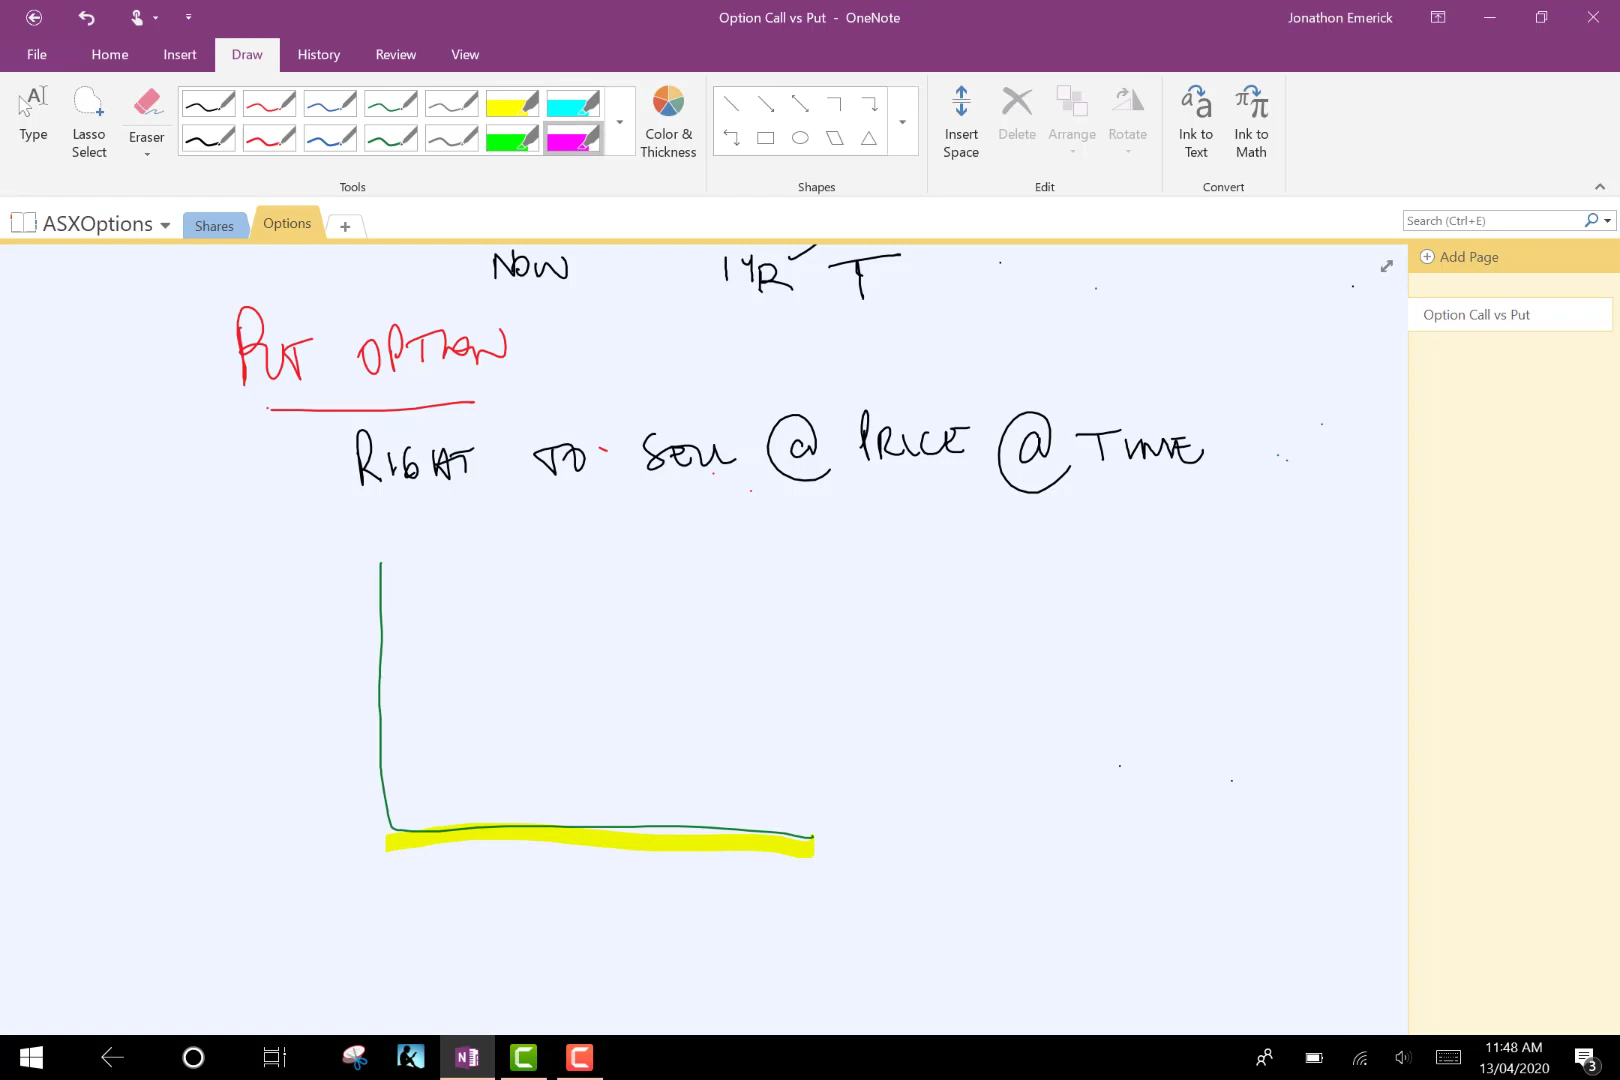 Option Call vs Put - OneNote
Jonathon Emerick
File Home Insert Draw History Review View
Type
Lasso Select
Eraser
Color & Thickness
Insert Space
Delete
Arrange
Rotate
Ink to Text
Ink to Math
Tools
Shapes
Edit
Convert
ASXOptions
Shares
Options
Search (Ctrl+E)
Add Page
Option Call vs Put
NOW 1YR T
PUT OPTION
RIGHT TO SELL @ PRICE @ TIME
11:48 AM
13/04/2020
3